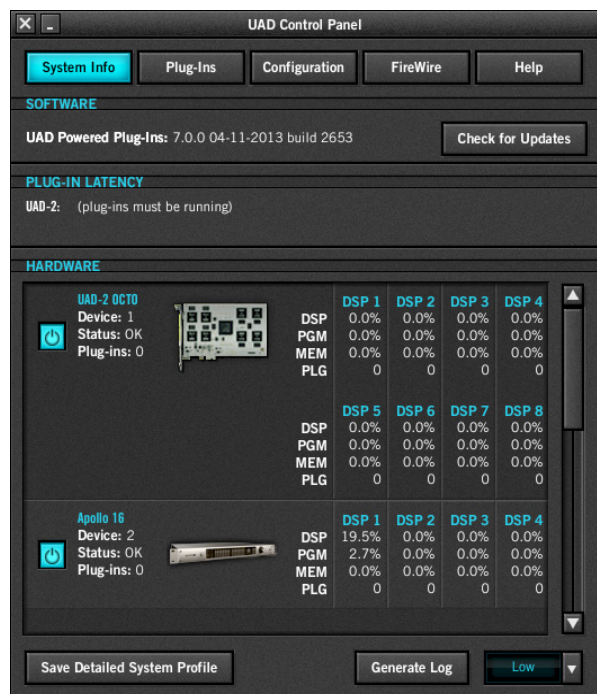 UAD Control Panel
System Info Plug-Ins Configuration FireWire Help
SOFTWARE
UAD Powered Plug-Ins: 7.0.0 04-11-2013 build 2653 Check for Updates
PLUG-IN LATENCY
UAD-2: (plug-ins must be running)
HARDWARE
UAD-2 OCTO DSP 1 DSP 2 DSP 3 DSP 4
Device: 1 DSP 0.0% 0.0% 0.0% 0.0%
Status: OK PGM 0.0% 0.0% 0.0% 0.0%
Plug-ins: 0 MEM 0.0% 0.0% 0.0% 0.0%
PLG 0 0 0 0
DSP 5 DSP 6 DSP 7 DSP 8
DSP 0.0% 0.0% 0.0% 0.0%
PGM 0.0% 0.0% 0.0% 0.0%
MEM 0.0% 0.0% 0.0% 0.0%
PLG 0 0 0 0
Apollo 16 DSP 1 DSP 2 DSP 3 DSP 4
Device: 2 DSP 19.5% 0.0% 0.0% 0.0%
Status: OK PGM 2.7% 0.0% 0.0% 0.0%
Plug-ins: 0 MEM 0.0% 0.0% 0.0% 0.0%
PLG 0 0 0 0
Save Detailed System Profile Generate Log Low